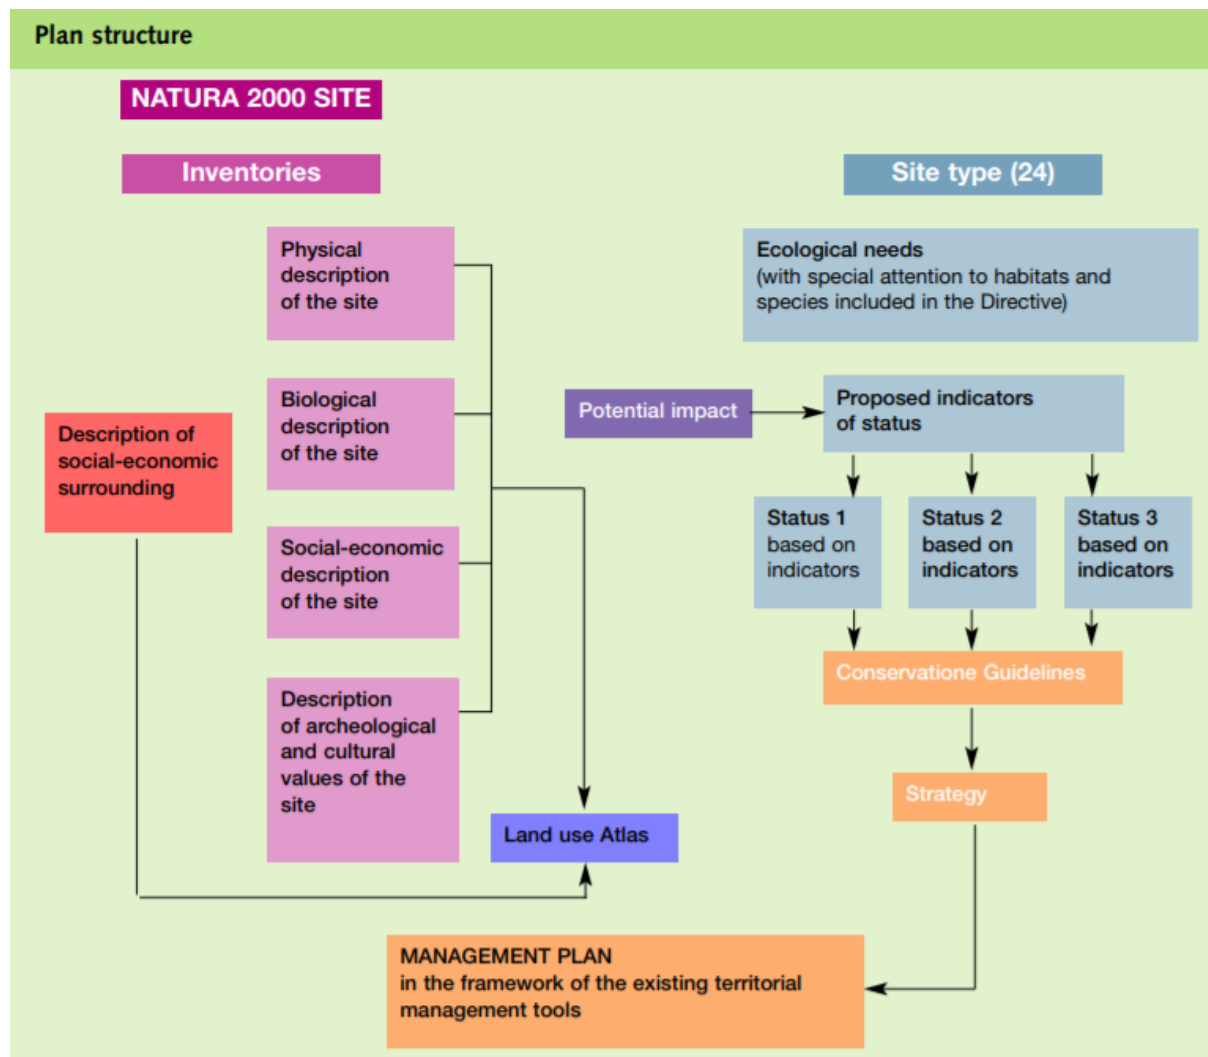 Plan structure
NATURA 2000 SITE
Inventories
Site type (24)
Physical
description
of the site
Ecological needs
(with special attention to habitats and
species included in the Directive)
Biological
description
of the site
Potential impact
Proposed indicators
of status
Description of
social-economic
surrounding
Status 1
based on
indicators
Status 2
based on
indicators
Status 3
based on
indicators
Social-economic
description
of the site
Conservatione Guidelines
Description
of archeological
and cultural
values of the
site
Strategy
Land use Atlas
MANAGEMENT PLAN
in the framework of the existing territorial
management tools